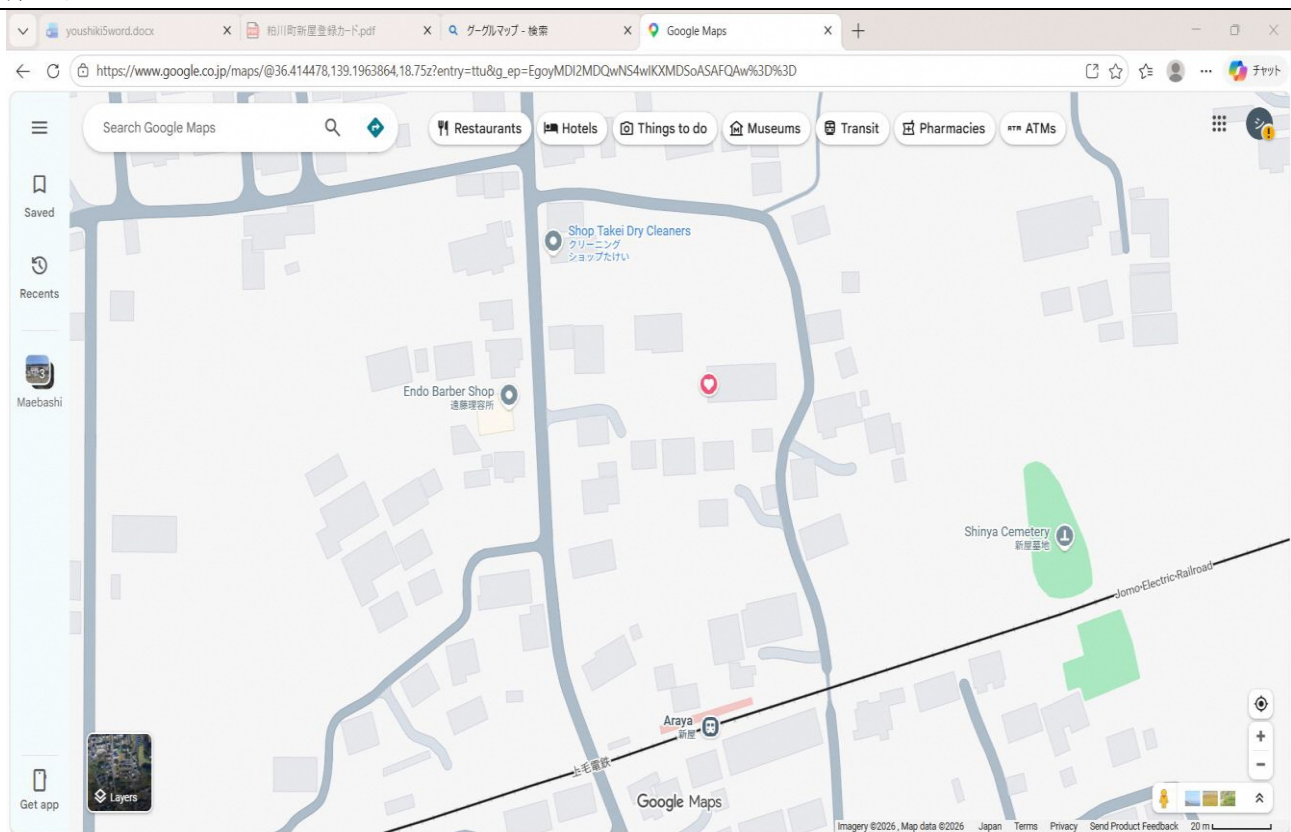 youshiki5word.docx
粕川町新屋登録カード.pdf
グーグルマップ - 検索
Google Maps
https://www.google.co.jp/maps/@36.414478,139.1963864,18.75z?entry=ttu&g_ep=EgoyMDI2MDQwNS4wIKXMDSoASAFQAw%3D%3D
チャット
Search Google Maps
Restaurants
Hotels
Things to do
Museums
Transit
Pharmacies
ATM ATMs
シ
Saved
Recents
Maebashi
Shop Takei Dry Cleaners
クリーニング
ショップたけい
Endo Barber Shop
遠藤理容所
Shinya Cemetery
新屋墓地
Jomo-Electric-Railroad
Araya
新屋
上毛電鉄
Get app
Layers
Google Maps
Imagery ©2026 , Map data ©2026 Japan Terms Privacy Send Product Feedback 20 m